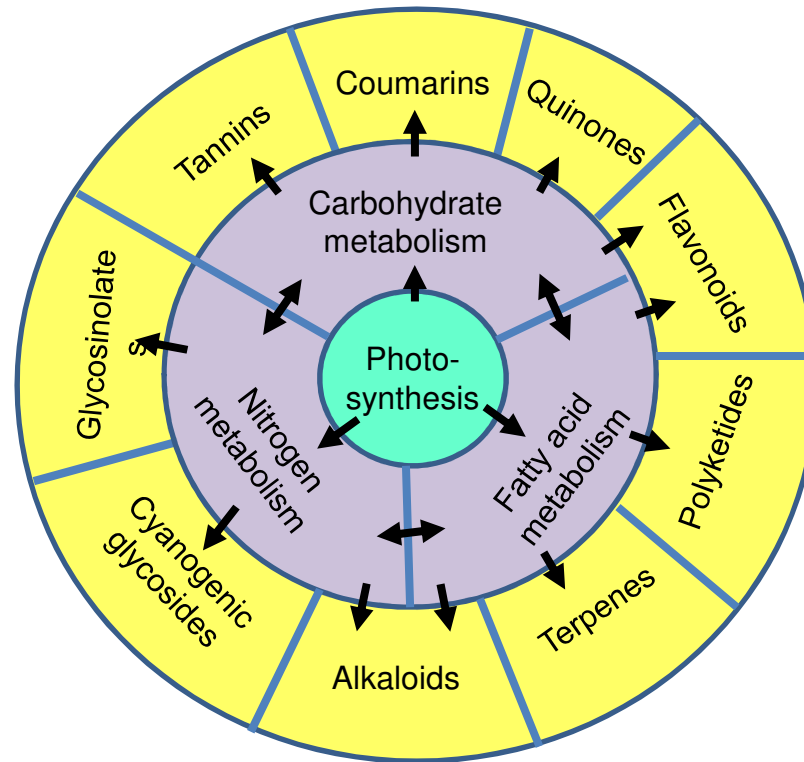 Coumarins
Quinones
Flavonoids
Polyketides
Terpenes
Alkaloids
Cyanogenic
glycosides
Glycosinolate
s
Tannins
Carbohydrate
metabolism
Fatty acid
metabolism
Nitrogen
metabolism
Photo-
synthesis